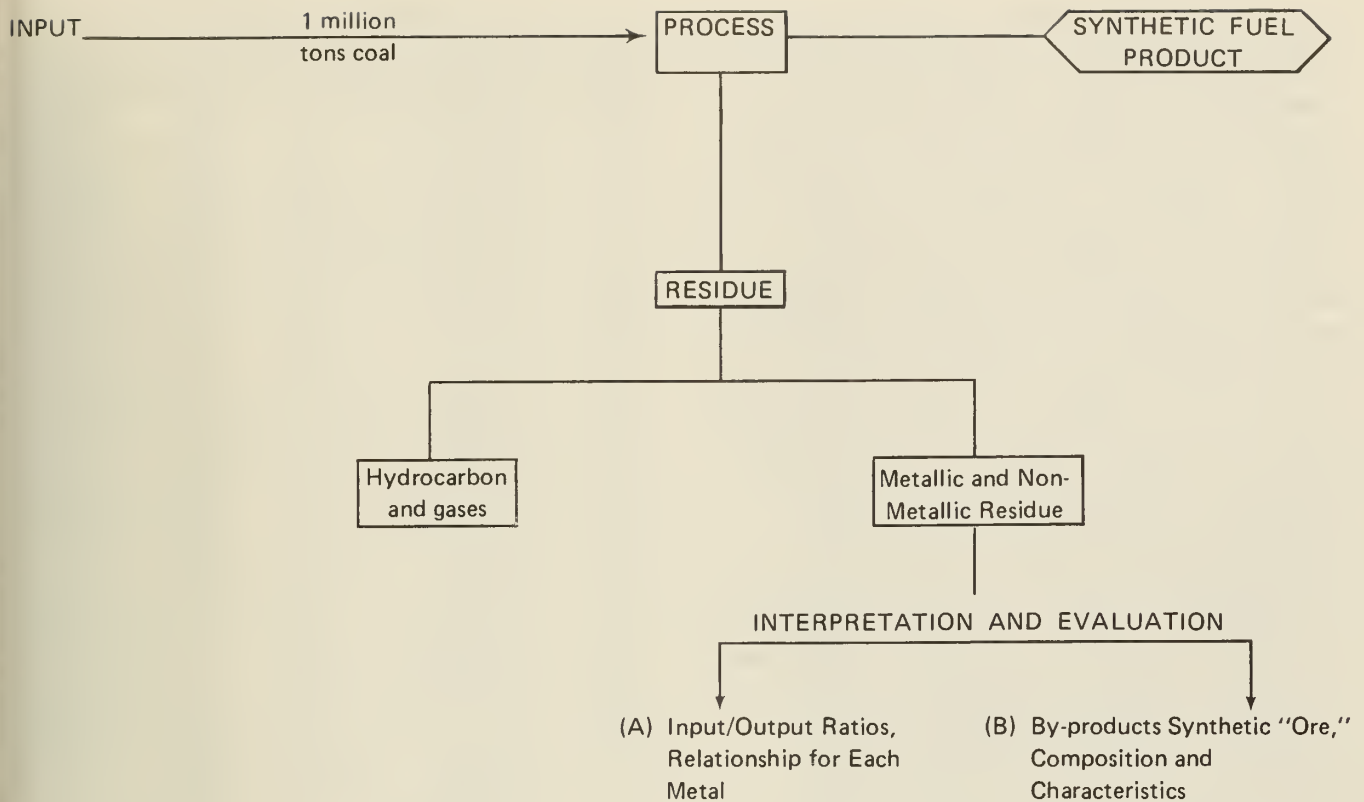 INPUT
1 million
tons coal
PROCESS
SYNTHETIC FUEL
PRODUCT
RESIDUE
Hydrocarbon
and gases
Metallic and Non-
Metallic Residue
INTERPRETATION AND EVALUATION
(A) Input/Output Ratios,
Relationship for Each
Metal
(B) By-products Synthetic "Ore,"
Composition and
Characteristics